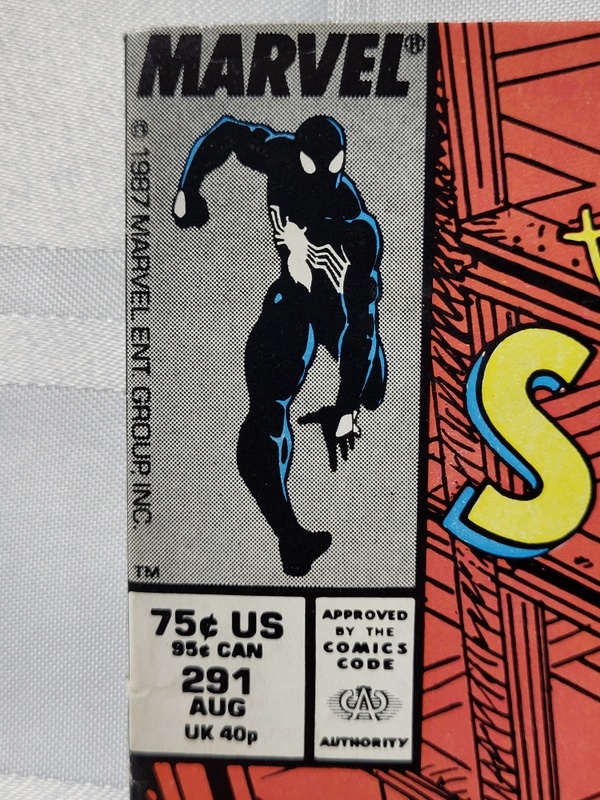 MARVEL®
© 1987 MARVEL ENT. GROUP INC.
TM
75¢ US
95¢ CAN
291
AUG
UK 40p
APPROVED
BY THE
COMICS
CODE
CCA
AUTHORITY
t
S